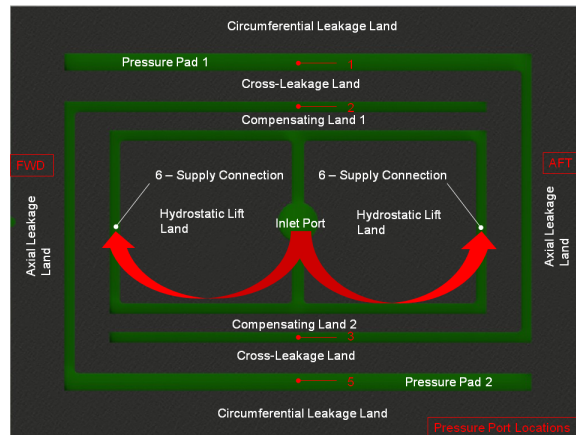 Circumferential Leakage Land
Pressure Pad 1
1
Cross-Leakage Land
2
Compensating Land 1
FWD
AFT
6 – Supply Connection
6 – Supply Connection
Hydrostatic Lift
Land
Inlet Port
Hydrostatic Lift
Land
Axial Leakage
Land
Axial Leakage
Land
Compensating Land 2
3
Cross-Leakage Land
5
Pressure Pad 2
Circumferential Leakage Land
Pressure Port Locations